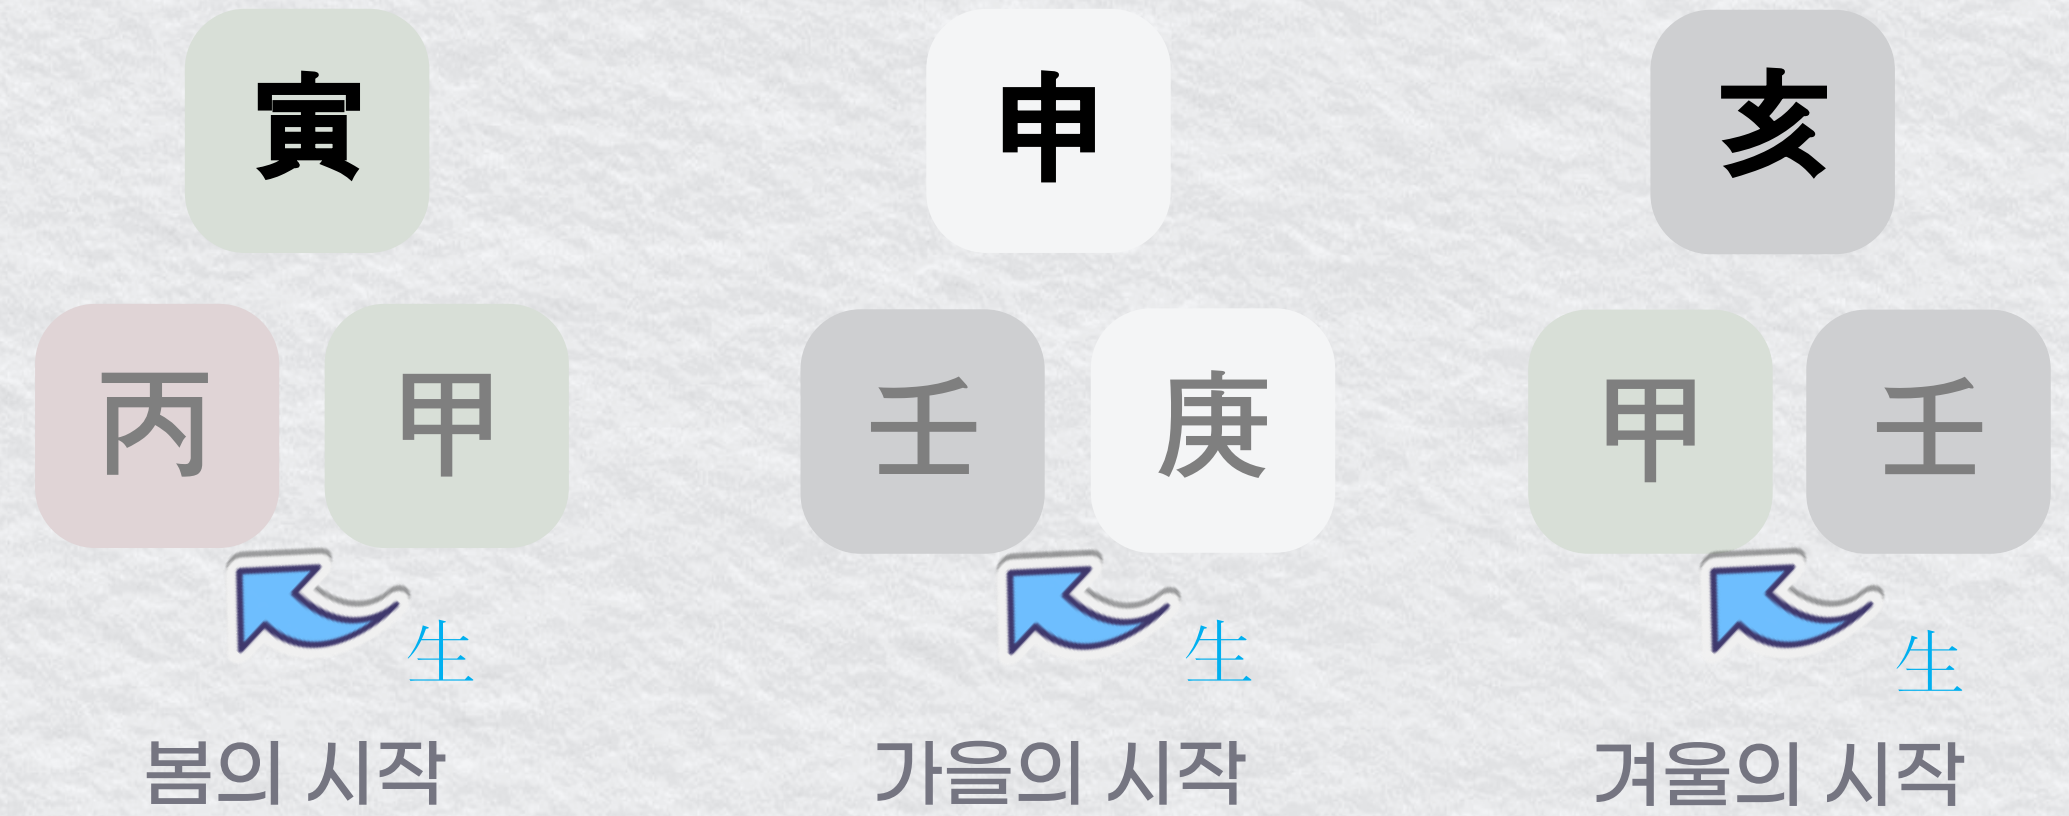 寅 申 亥
丙 甲 壬 庚 甲 壬
生 生 生
봄의 시작 가을의 시작 겨울의 시작